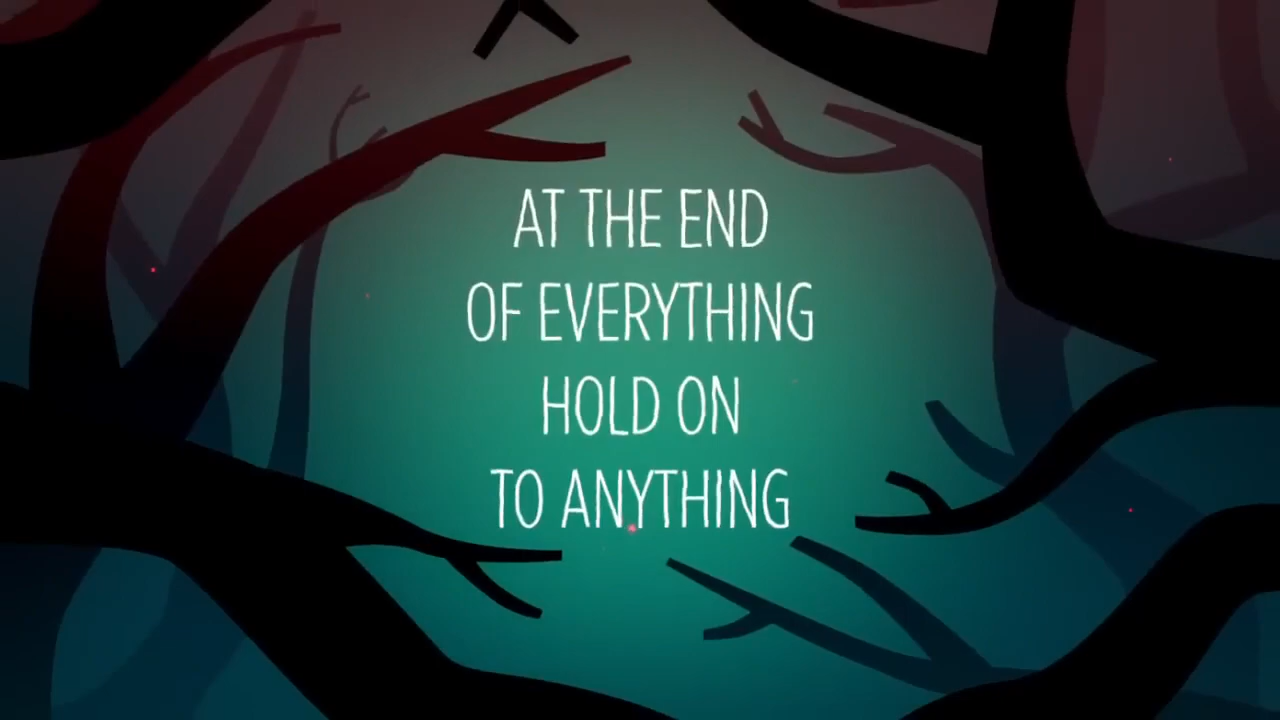 AT THE END
OF EVERYTHING
HOLD ON
TO ANYTHING